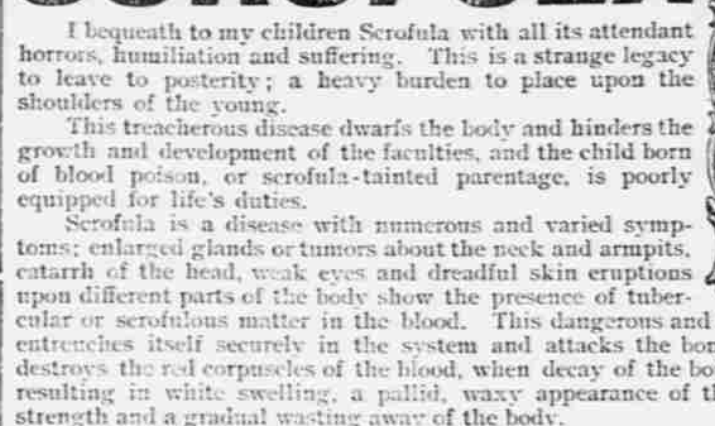 I bequeath to my children Scrofula with all its attendant
horrors, humiliation and suffering. This is a strange legacy
to leave to posterity; a heavy burden to place upon the
shoulders of the young.
This treacherous disease dwarfs the body and hinders the
growth and development of the faculties, and the child born
of blood poison, or scrofula-tainted parentage, is poorly
equipped for life's duties.
Scrofula is a disease with numerous and varied symp-
toms; enlarged glands or tumors about the neck and armpits,
catarrh of the head, weak eyes and dreadful skin eruptions
upon different parts of the body show the presence of tuber-
cular or scrofulous matter in the blood. This dangerous and
entrenches itself securely in the system and attacks the bon
destroys the red corpuscles of the blood, when decay of the bo
resulting in white swelling, a pallid, waxy appearance of th
strength and a gradual wasting away of the body.